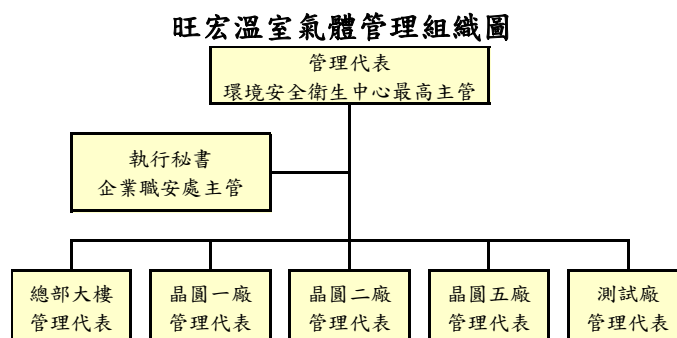 旺宏溫室氣體管理組織圖
管理代表
環境安全衛生中心最高主管
執行秘書
企業職安處主管
總部大樓
管理代表
晶圓一廠
管理代表
晶圓二廠
管理代表
晶圓五廠
管理代表
測試廠
管理代表